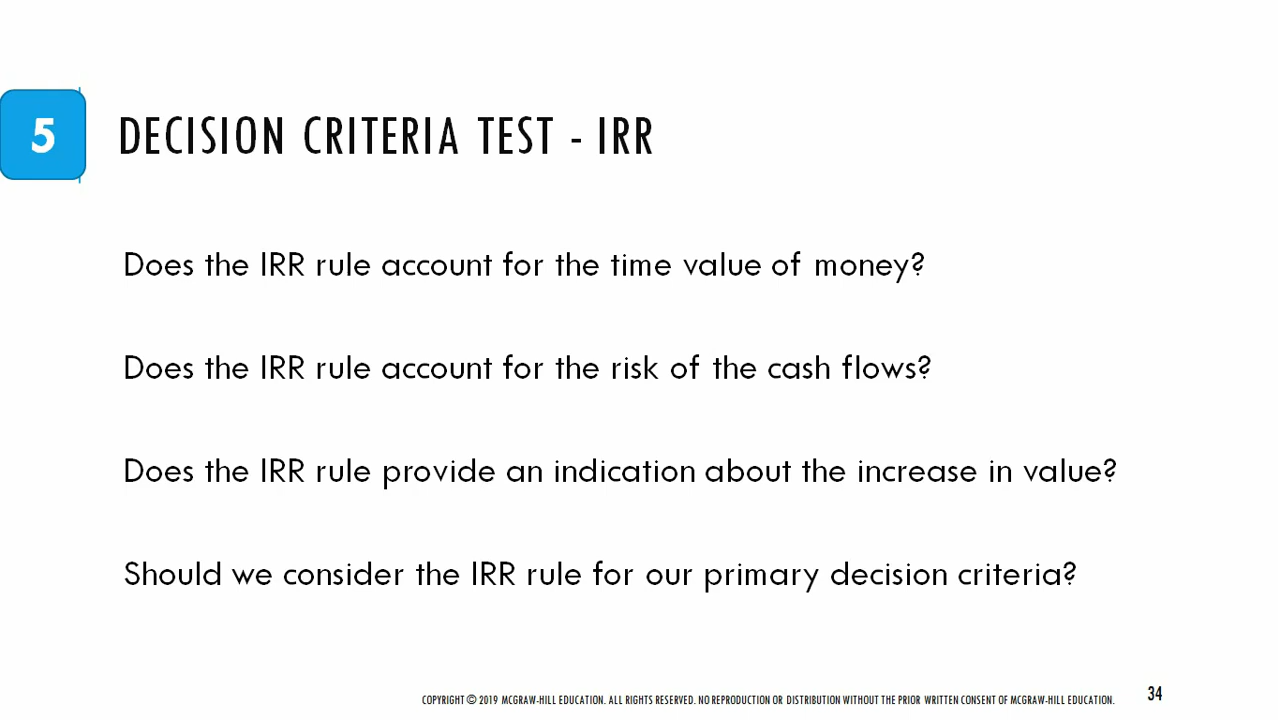 5
DECISION CRITERIA TEST - IRR
Does the IRR rule account for the time value of money?
Does the IRR rule account for the risk of the cash flows?
Does the IRR rule provide an indication about the increase in value?
Should we consider the IRR rule for our primary decision criteria?
COPYRIGHT © 2019 MCGRAW-HILL EDUCATION. ALL RIGHTS RESERVED. NO REPRODUCTION OR DISTRIBUTION WITHOUT THE PRIOR WRITTEN CONSENT OF MCGRAW-HILL EDUCATION.
34